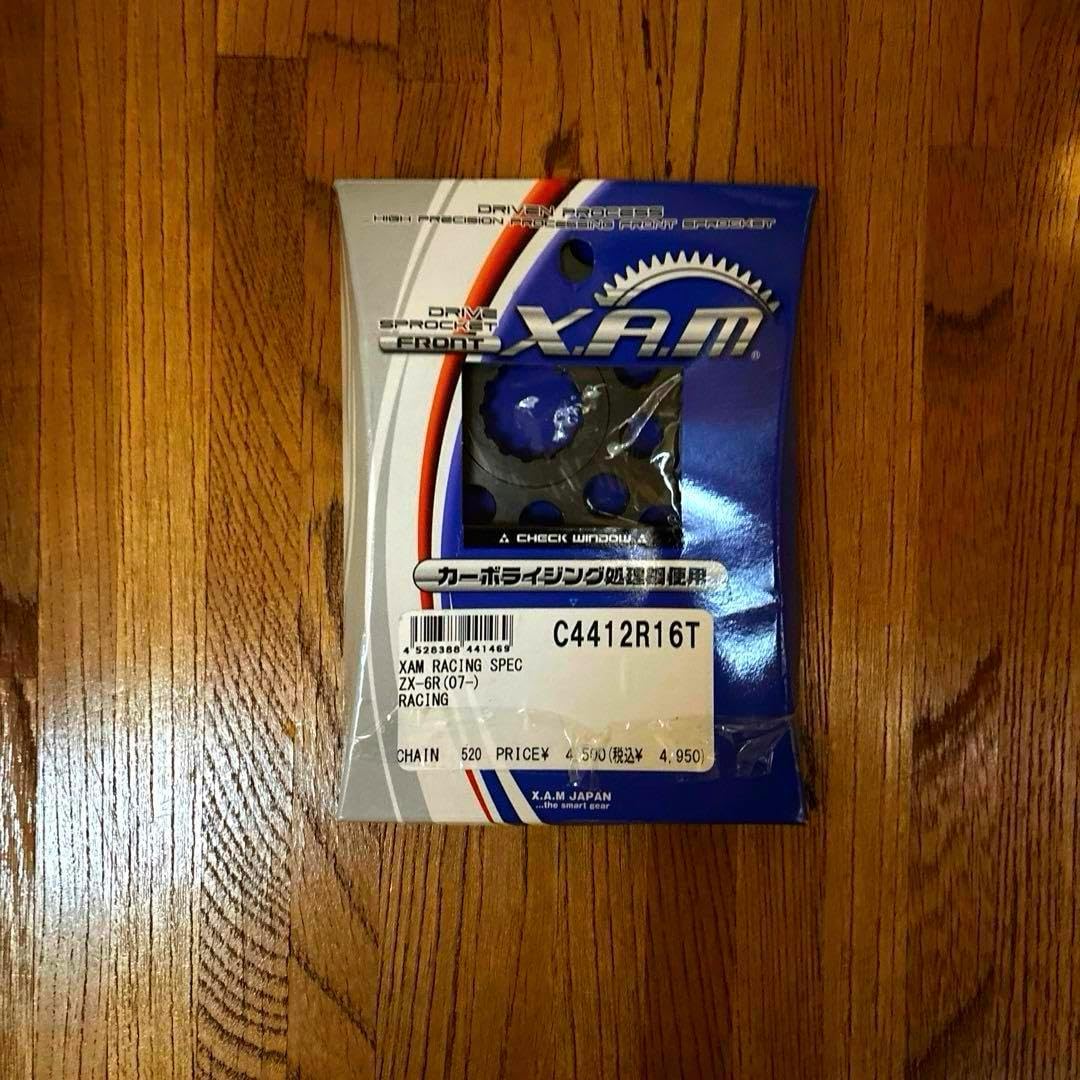 DRIVEN PROCESS
HIGH PRECISION PROCESSING FRONT SPROCKET
DRIVE
SPROCKET
FRONT
X.A.M®
CHECK WINDOW
カーボライジング処理鋼使用
4 528388 441469
C4412R16T
XAM RACING SPEC
ZX-6R(07-)
RACING
CHAIN 520 PRICE¥ 4,500(税込¥ 4,950)
X.A.M JAPAN
...the smart gear